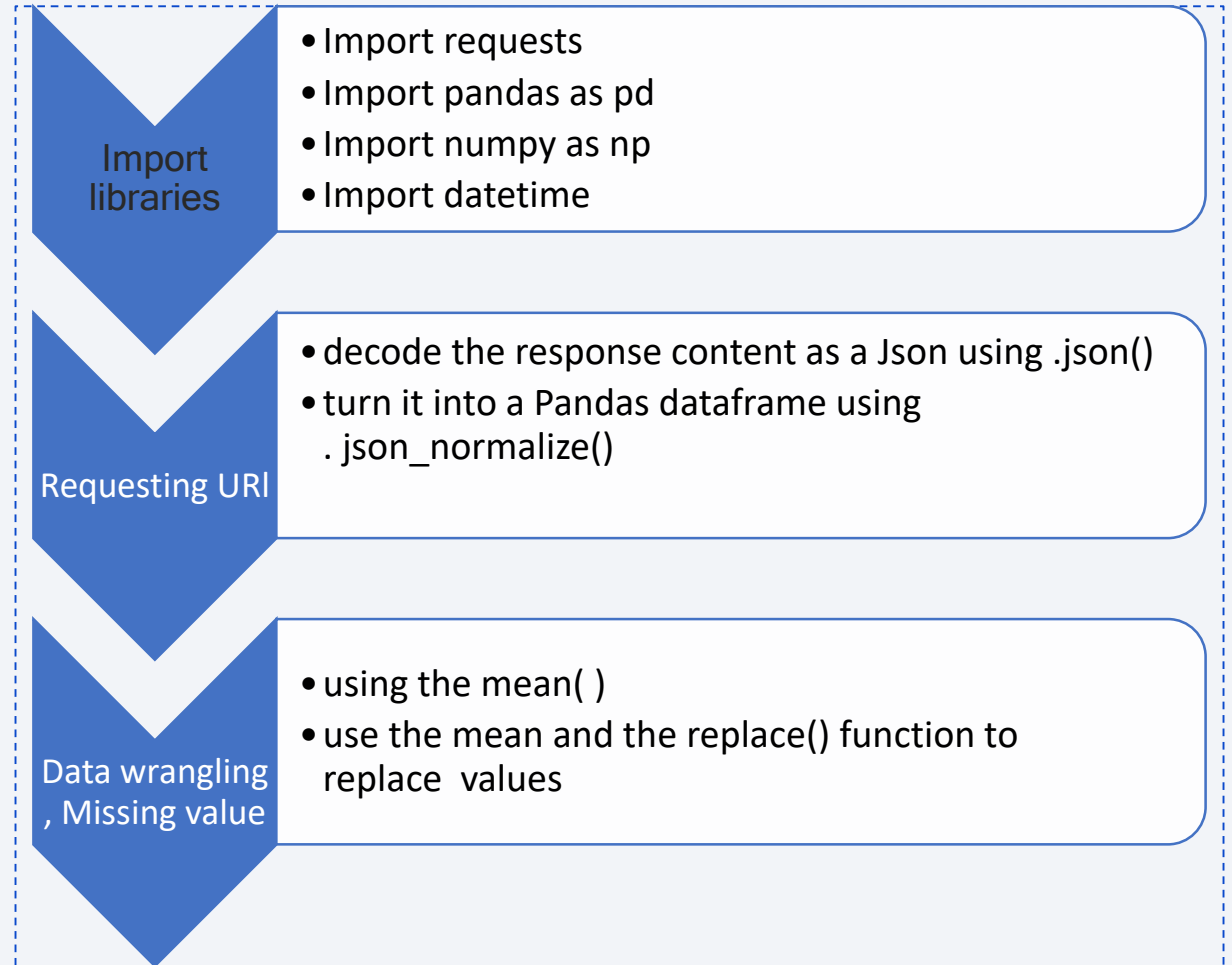 Import
libraries
•Import requests
•Import pandas as pd
•Import numpy as np
•Import datetime
Requesting URl
•decode the response content as a Json using .json()
•turn it into a Pandas dataframe using
. json_normalize()
Data wrangling
, Missing value
•using the mean( )
•use the mean and the replace() function to
replace  values